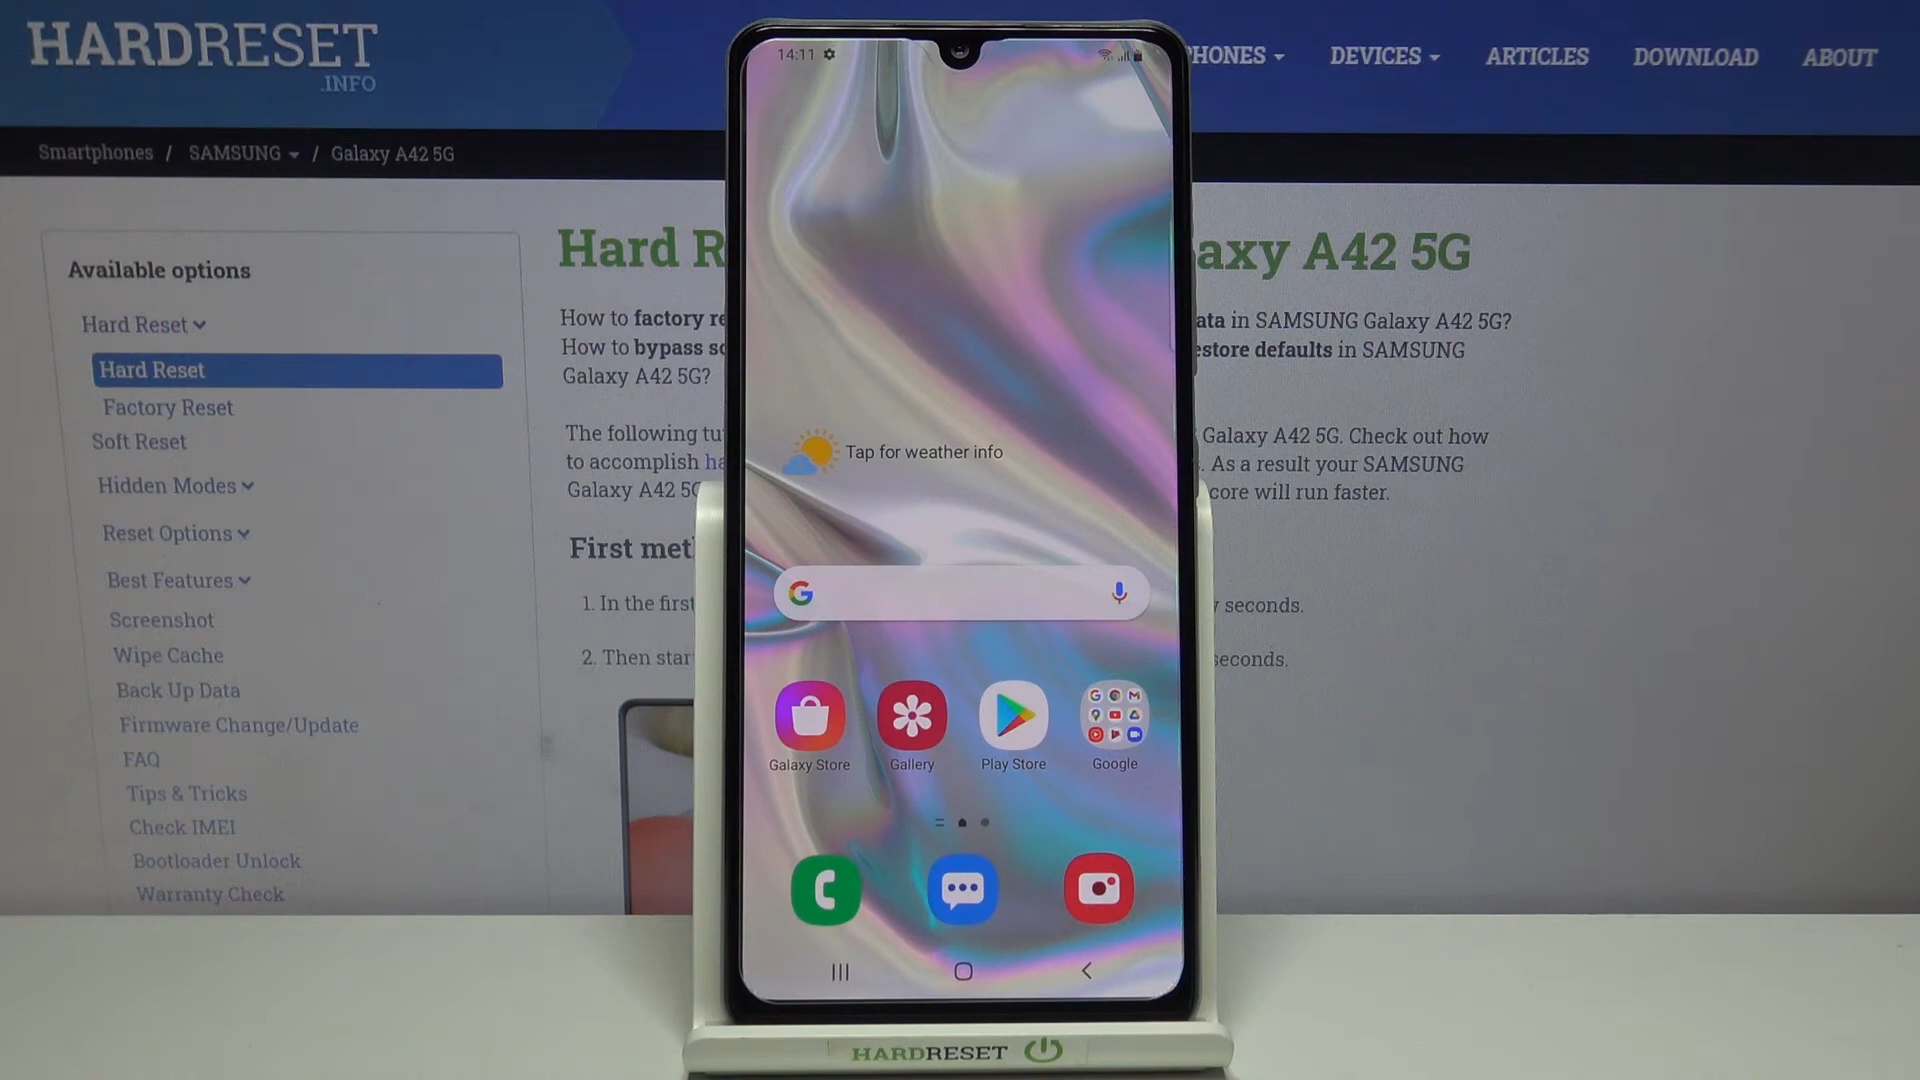 HARDRESET
.INFO
HONES
DEVICES
ARTICLES
DOWNLOAD
ABOUT
Smartphones / SAMSUNG / Galaxy A42 5G
Available options
Hard Reset
Hard Reset
Factory Reset
Soft Reset
Hidden Modes
Reset Options
Best Features
Screenshot
Wipe Cache
Back Up Data
Firmware Change/Update
FAQ
Tips & Tricks
Check IMEI
Bootloader Unlock
Warranty Check
Hard R
axy A42 5G
How to factory re
ata in SAMSUNG Galaxy A42 5G?
How to bypass sc
estore defaults in SAMSUNG
Galaxy A42 5G?
The following tu
Galaxy A42 5G. Check out how
to accomplish ha
. As a result your SAMSUNG
Galaxy A42 5G
core will run faster.
First met
1. In the first
seconds.
2. Then star
seconds.
14:11
Tap for weather info
G
Galaxy Store
Gallery
Play Store
Google
HARDRESET